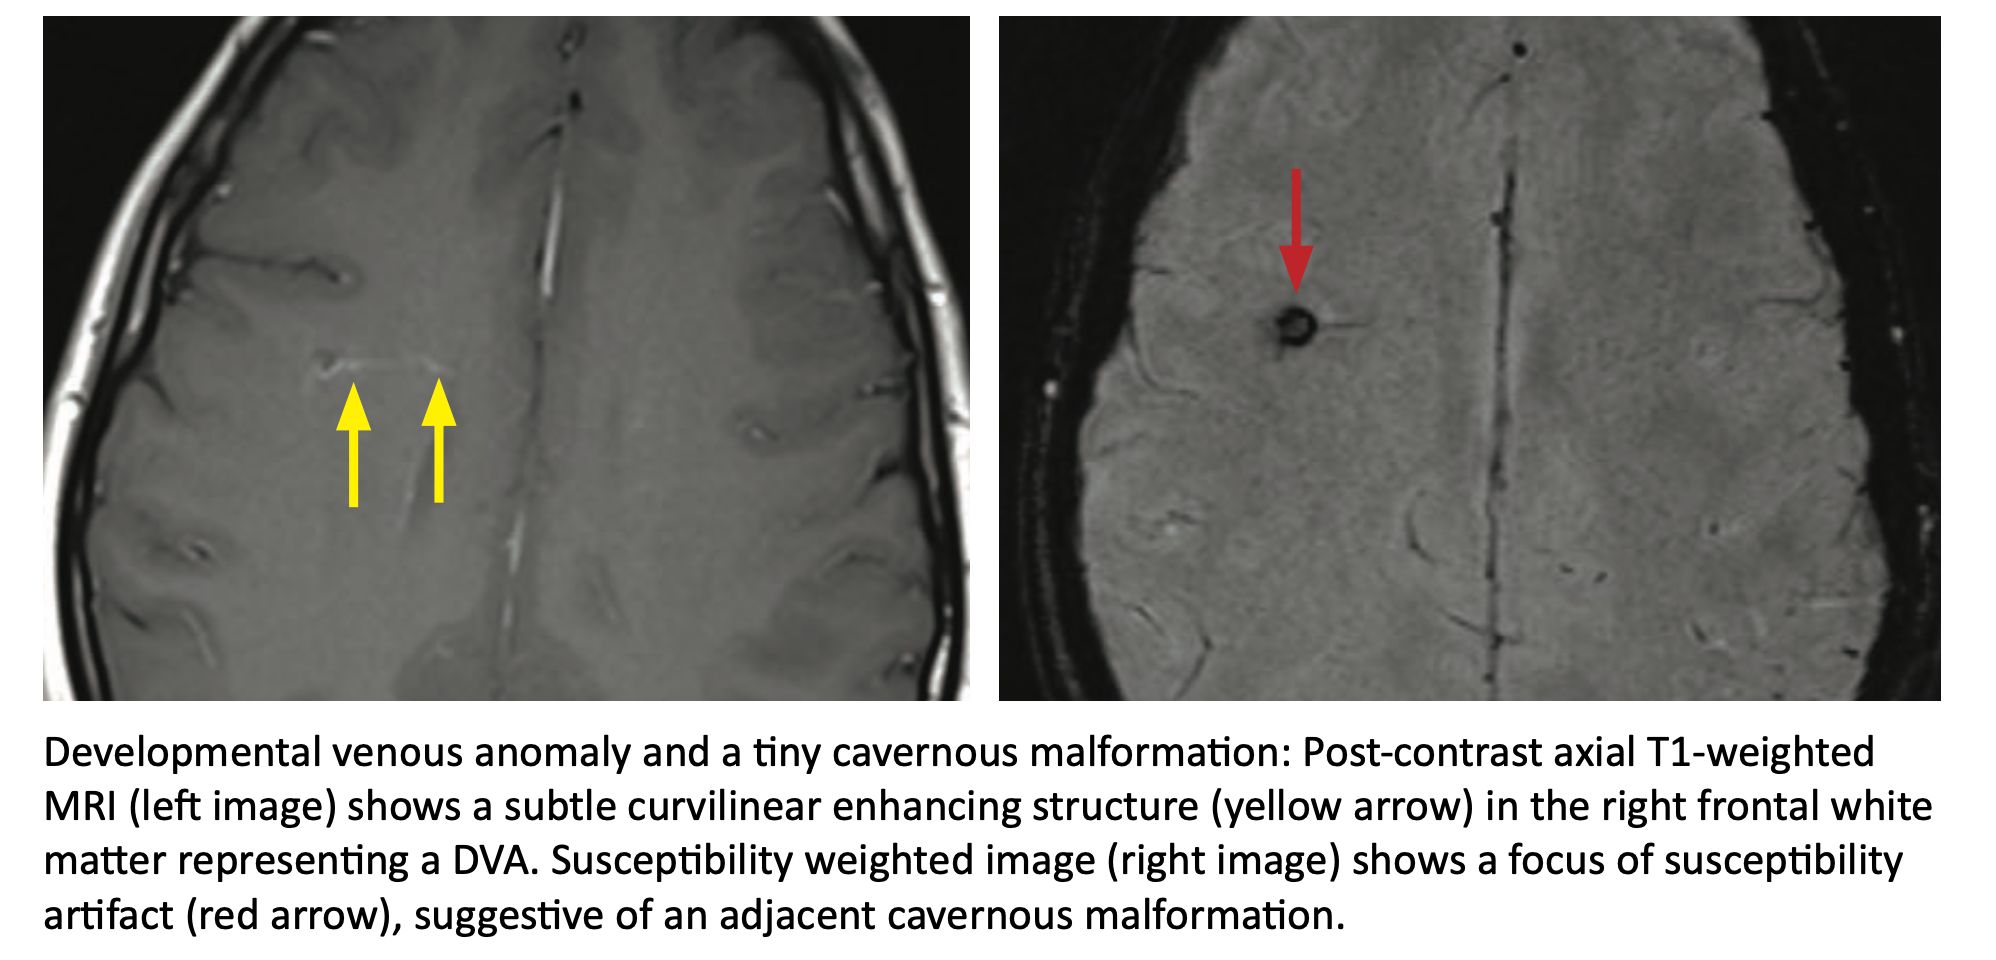 Developmental venous anomaly and a tiny cavernous malformation: Post-contrast axial T1-weighted
MRI (left image) shows a subtle curvilinear enhancing structure (yellow arrow) in the right frontal white
matter representing a DVA. Susceptibility weighted image (right image) shows a focus of susceptibility
artifact (red arrow), suggestive of an adjacent cavernous malformation.